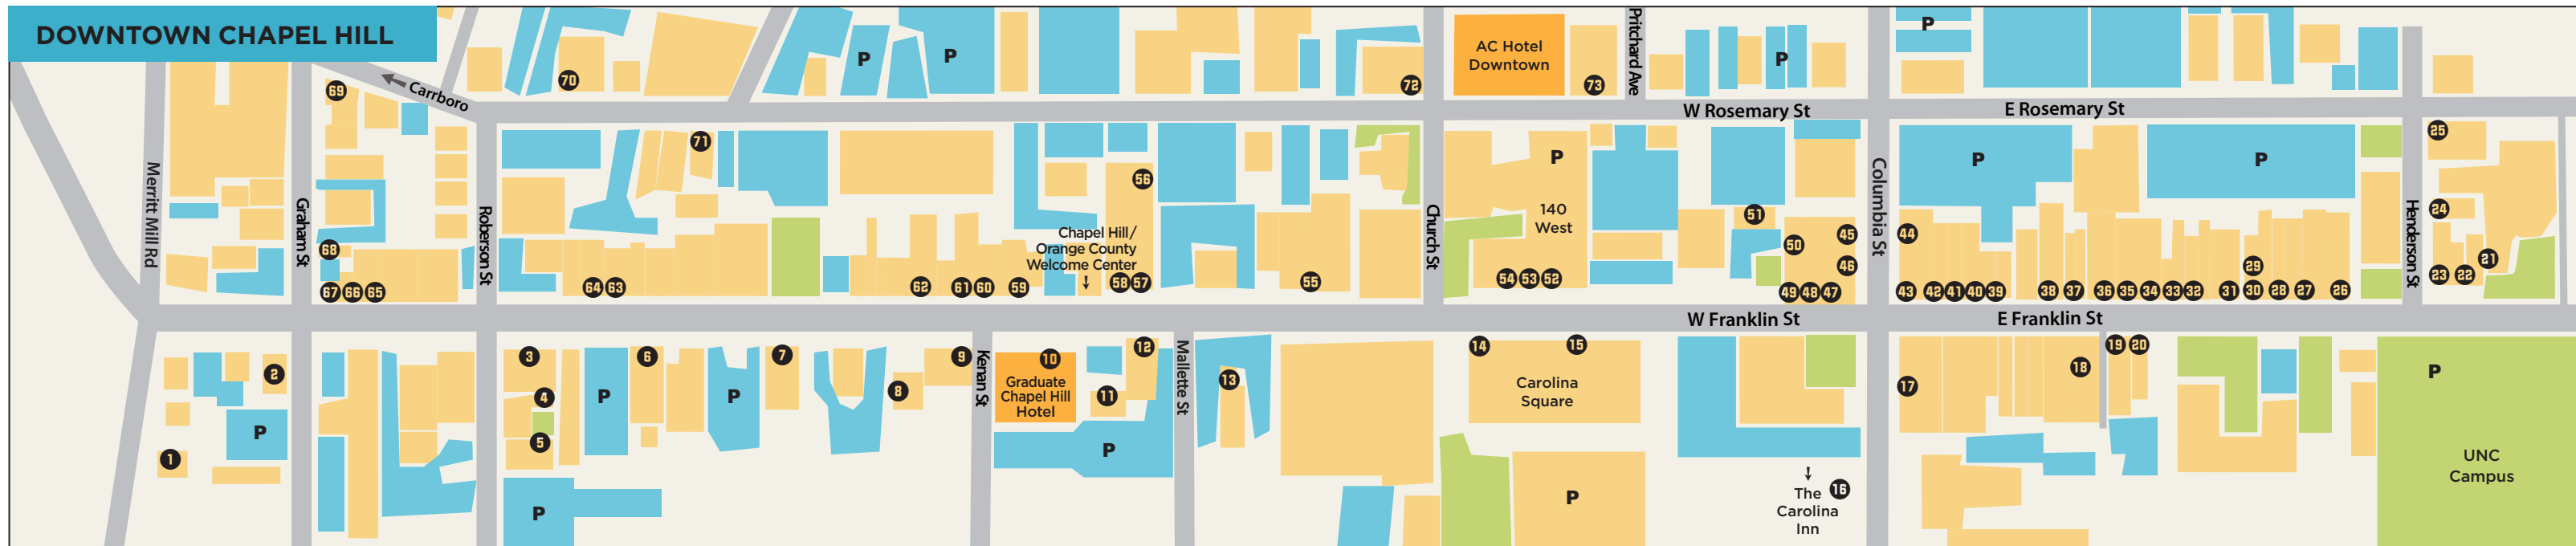 DOWNTOWN CHAPEL HILL
Carrboro
P
P
P
P
AC Hotel
Downtown
Pritchard Ave
69
70
72
73
W Rosemary St
E Rosemary St
71
56
P
P
P
25
Merritt Mill Rd
Graham St
Roberson St
Church St
Columbia St
Henderson St
140
West
51
44
45
46
50
24
Chapel Hill/
Orange County
Welcome Center
68
67 66 65
64 63
62
61 60
59
58 57
55
54 53 52
49 48 47
43
42 41 40 39
38 37
36 35 34 33 32
31
29
30 28 27
26
23 22
21
W Franklin St
E Franklin St
1
2
P
3
4
5
P
6
P
P
7
8
9
Kenan St
10
Graduate
Chapel Hill
Hotel
11
12
P
Mallette St
13
14
15
Carolina
Square
P
16
The
Carolina
Inn
17
18
19 20
P
UNC
Campus